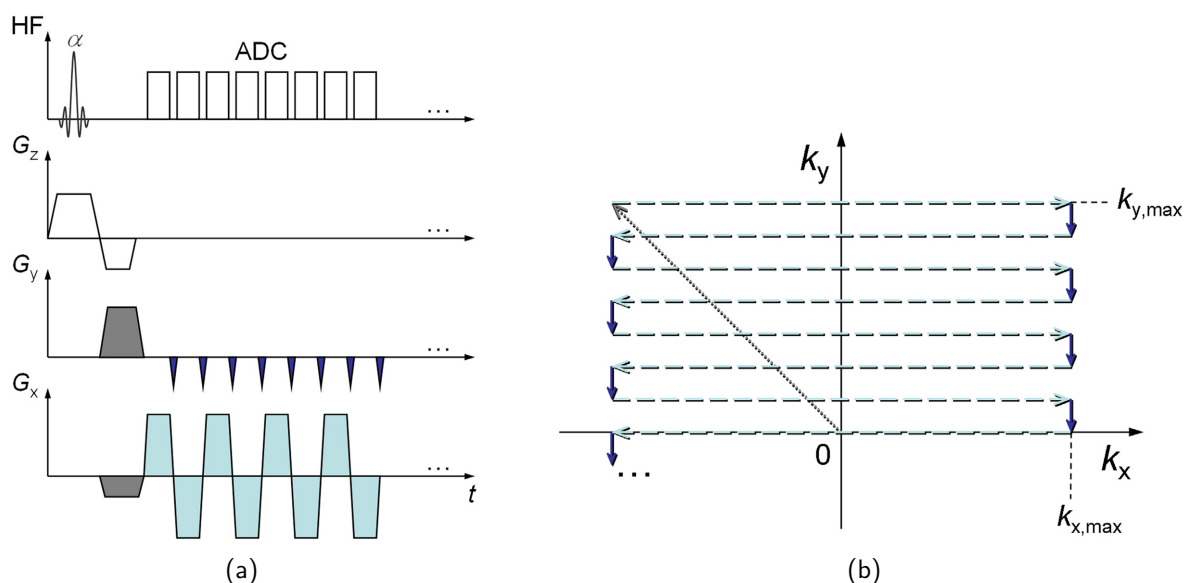 HF
α
ADC
...
Gz
...
Gy
...
Gx
...
t
(a)
ky
ky,max
0
kx
...
kx,max
(b)